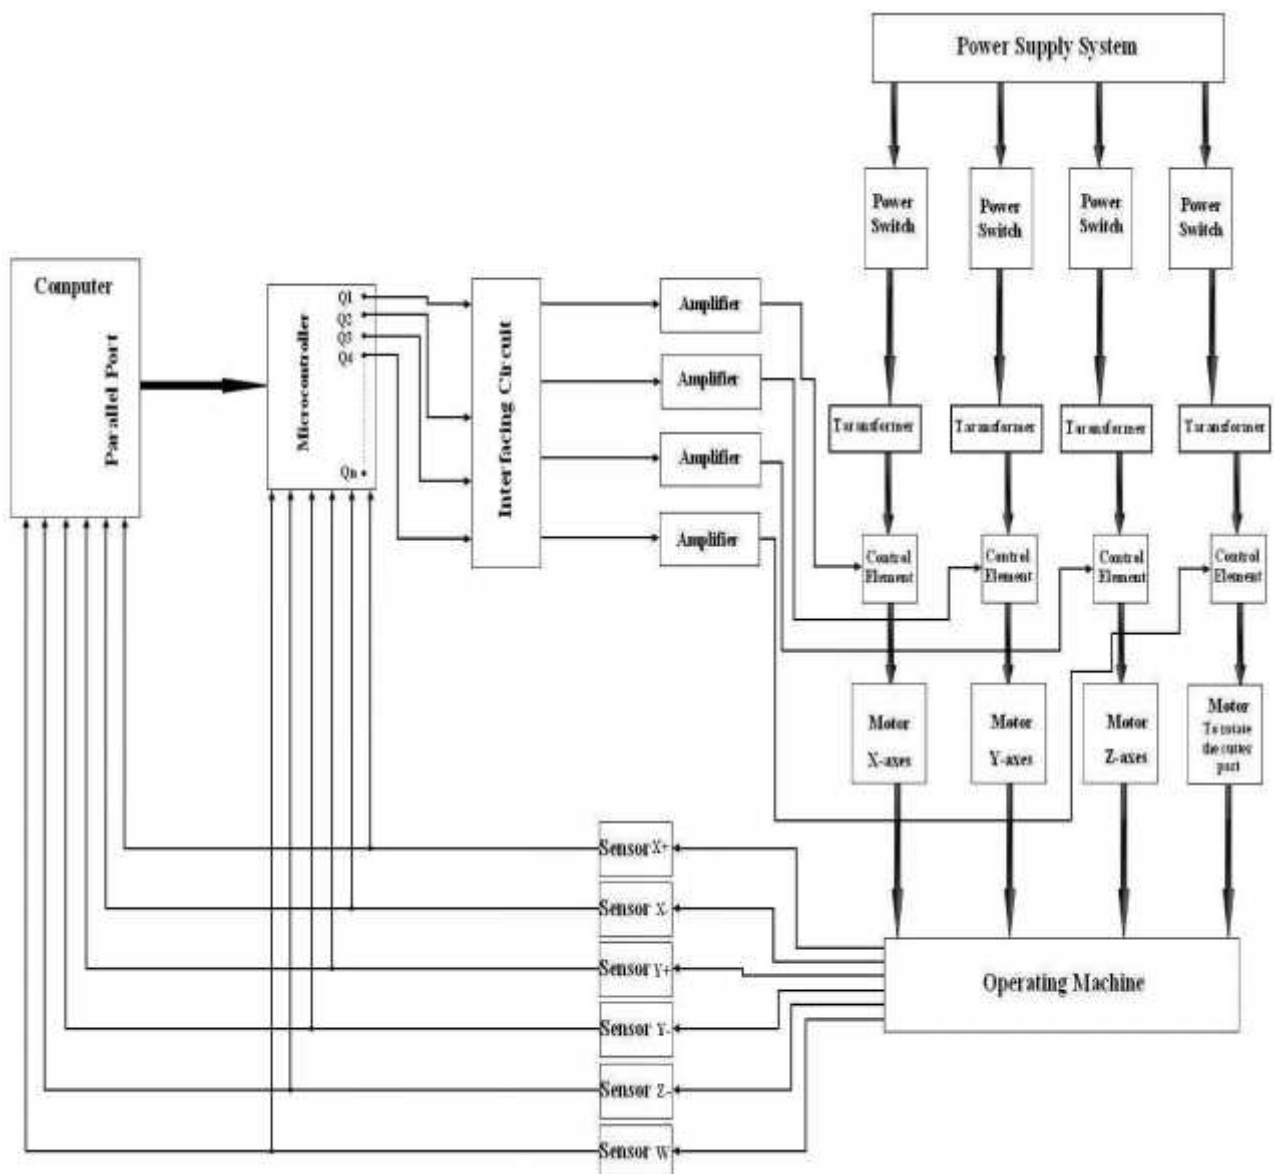 Power Supply System
Power
Switch
Power
Switch
Power
Switch
Power
Switch
Computer
Parallel Port
Microcontroller
Q1
Q2
Q3
Q4
Qn
Interfacing Circuit
Amplifier
Amplifier
Amplifier
Amplifier
Taransformer
Taransformer
Taransformer
Taransformer
Control
Element
Control
Element
Control
Element
Control
Element
Motor
X-axes
Motor
Y-axes
Motor
Z-axes
Motor
To rotate
the cutter
part
Sensor X+
Sensor X-
Sensor Y+
Sensor Y-
Sensor Z-
Sensor W
Operating Machine